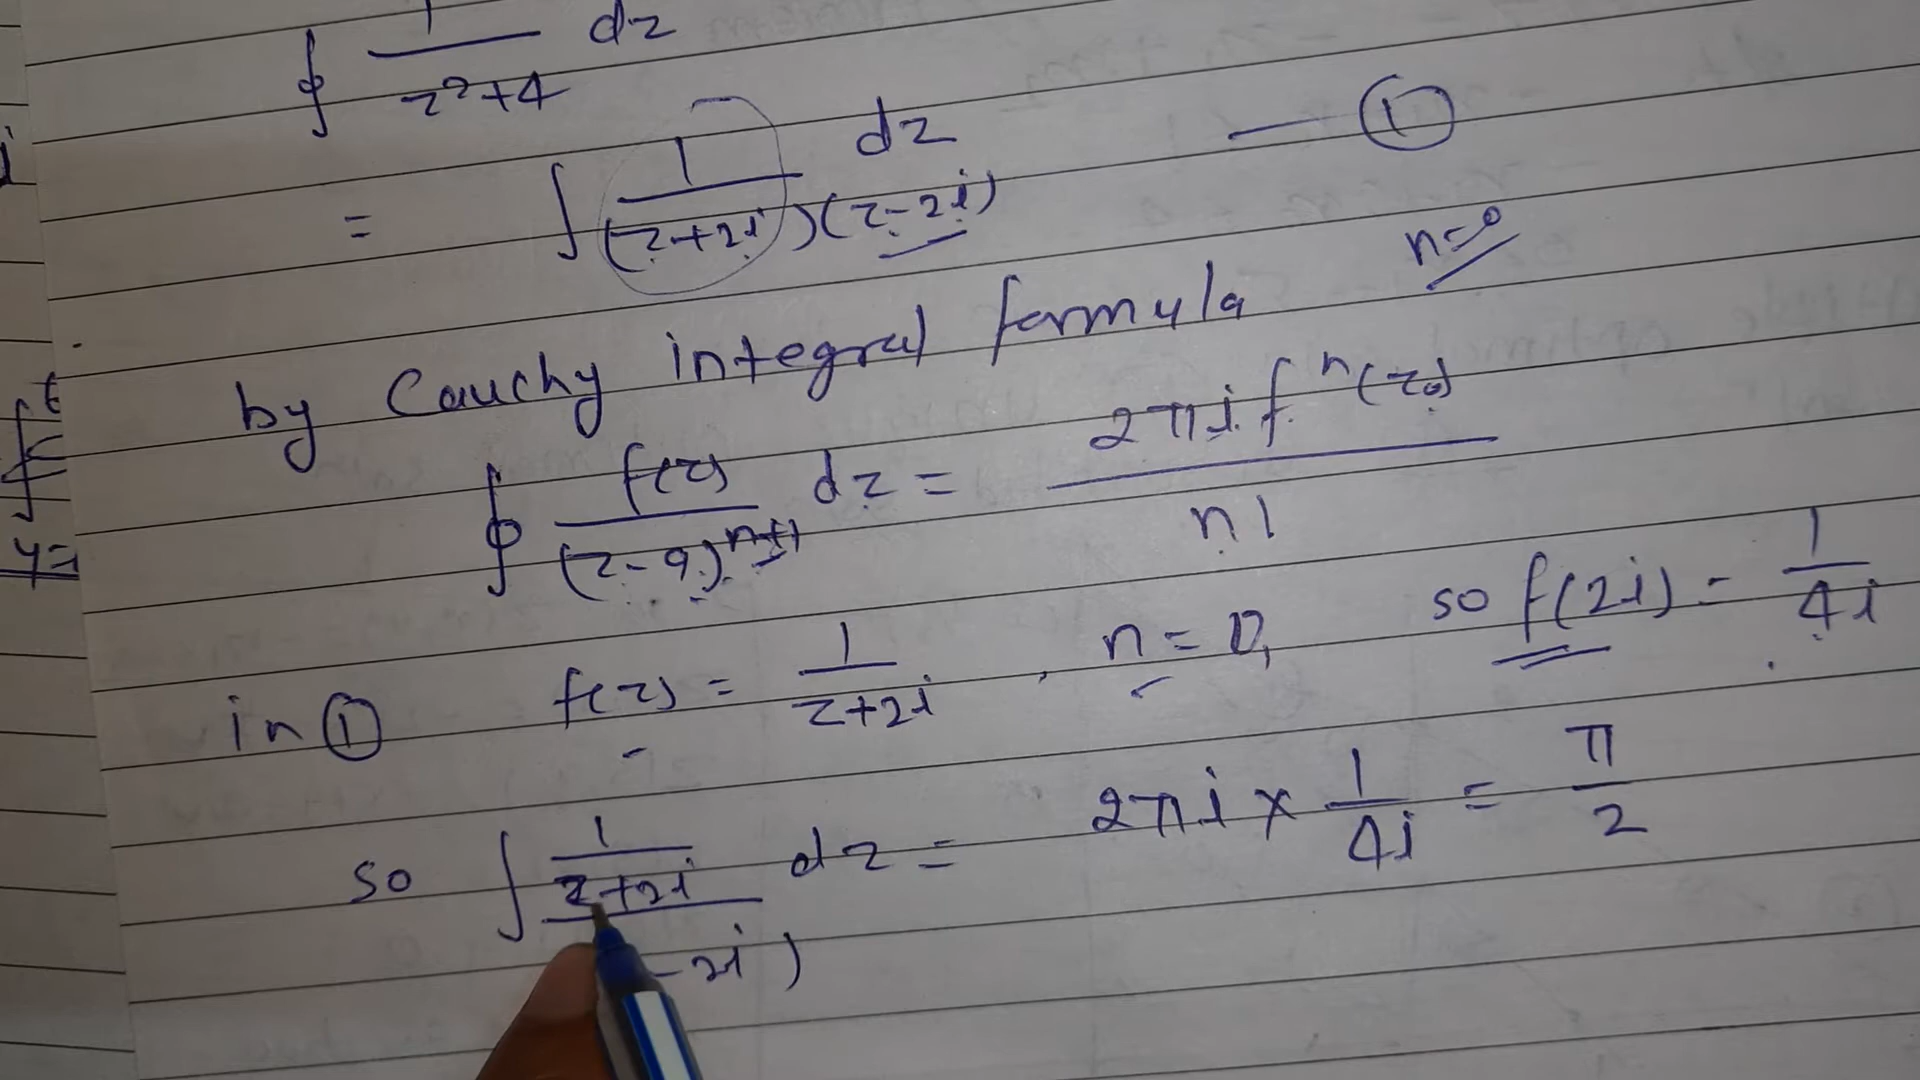 ∮ 1/(z²+4) dz
= ∫ 1/((z+2i)(z-2i)) dz — ①
n=0
by Cauchy integral formula
∮ f(z)/(z-a)^(n+1) dz = 2πi f^n(z₀)/n!
in ① f(z) = 1/(z+2i), n = 0, so f(2i) = 1/4i
so ∫ (1/(z+2i))/( -2i) dz = 2πi × 1/4i = π/2
t
y=